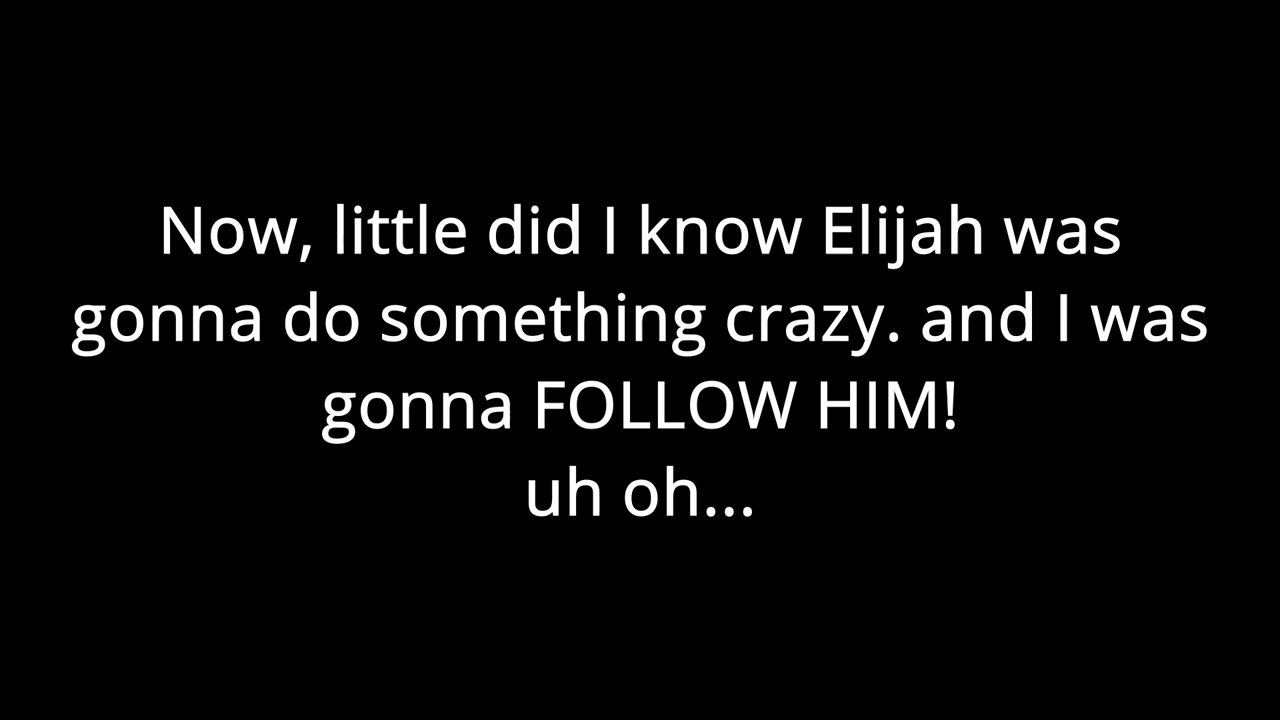 Now, little did I know Elijah was
gonna do something crazy. and I was
gonna FOLLOW HIM!
uh oh...